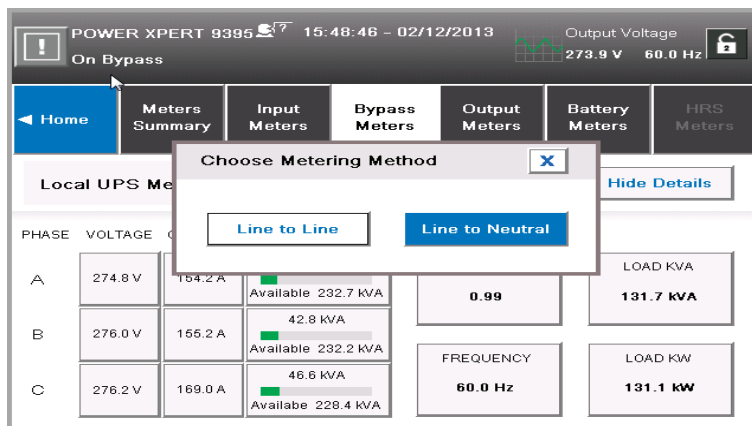 POWER XPERT 9395 ? 15:48:46 - 02/12/2013
On Bypass
Output Voltage
273.9 V 60.0 Hz
2
Home
Meters Summary
Input Meters
Bypass Meters
Output Meters
Battery Meters
HRS Meters
Choose Metering Method X
Line to Line
Line to Neutral
Local UPS Me
Hide Details
PHASE VOLTAGE
A 274.8 V 154.2 A
Available 232.7 kVA
B 276.0 V 155.2 A
42.8 kVA
Available 232.2 kVA
C 276.2 V 169.0 A
46.6 kVA
Availabe 228.4 kVA
0.99
FREQUENCY
60.0 Hz
LOAD KVA
131.7 kVA
LOAD KW
131.1 kW